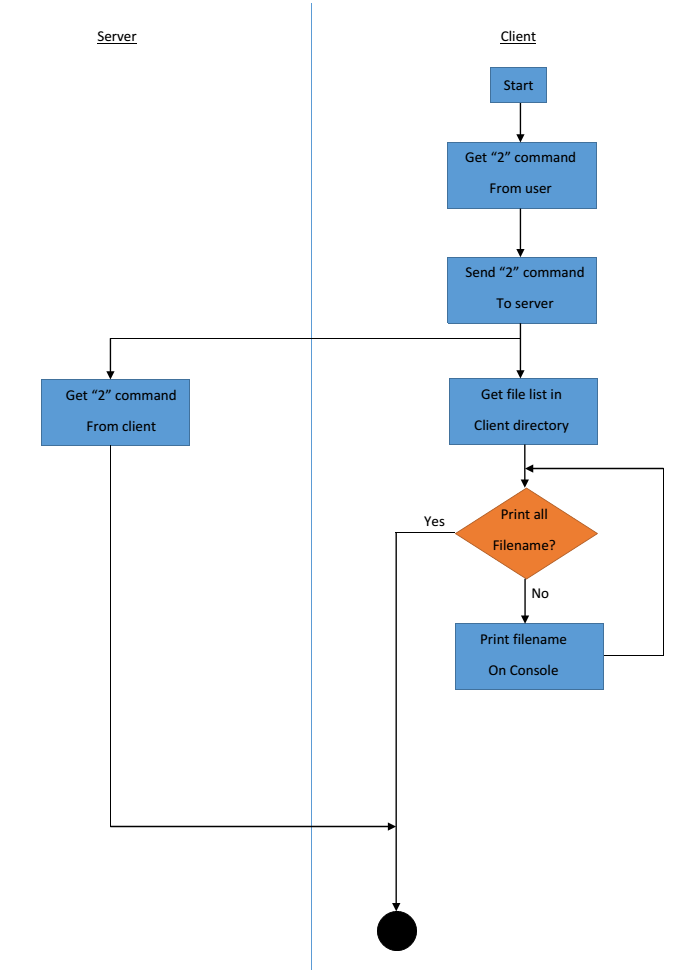 Server
Client
Start
Get “2” command
From user
Send “2” command
To server
Get “2” command
From client
Get file list in
Client directory
Yes
Print all
Filename?
No
Print filename
On Console